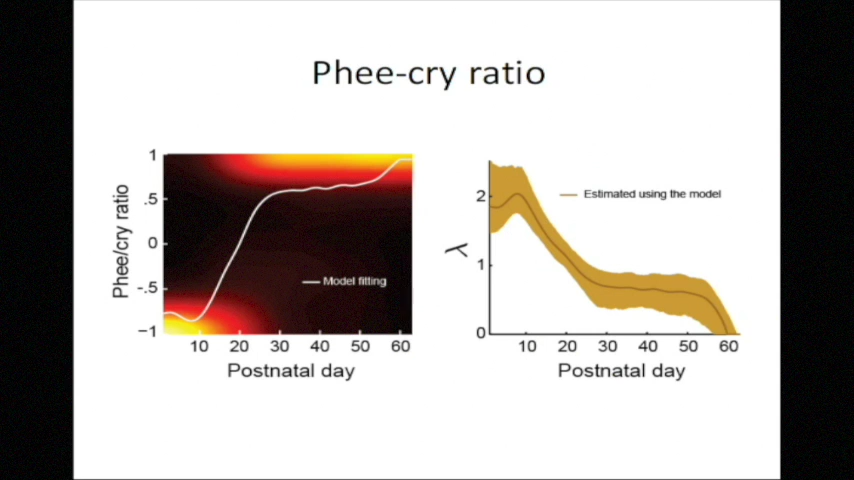 Phee-cry ratio
Phee/cry ratio
1
.5
0
-.5
−1
Model fitting
10 20 30 40 50 60
Postnatal day
λ
2
1
0
Estimated using the model
10 20 30 40 50 60
Postnatal day